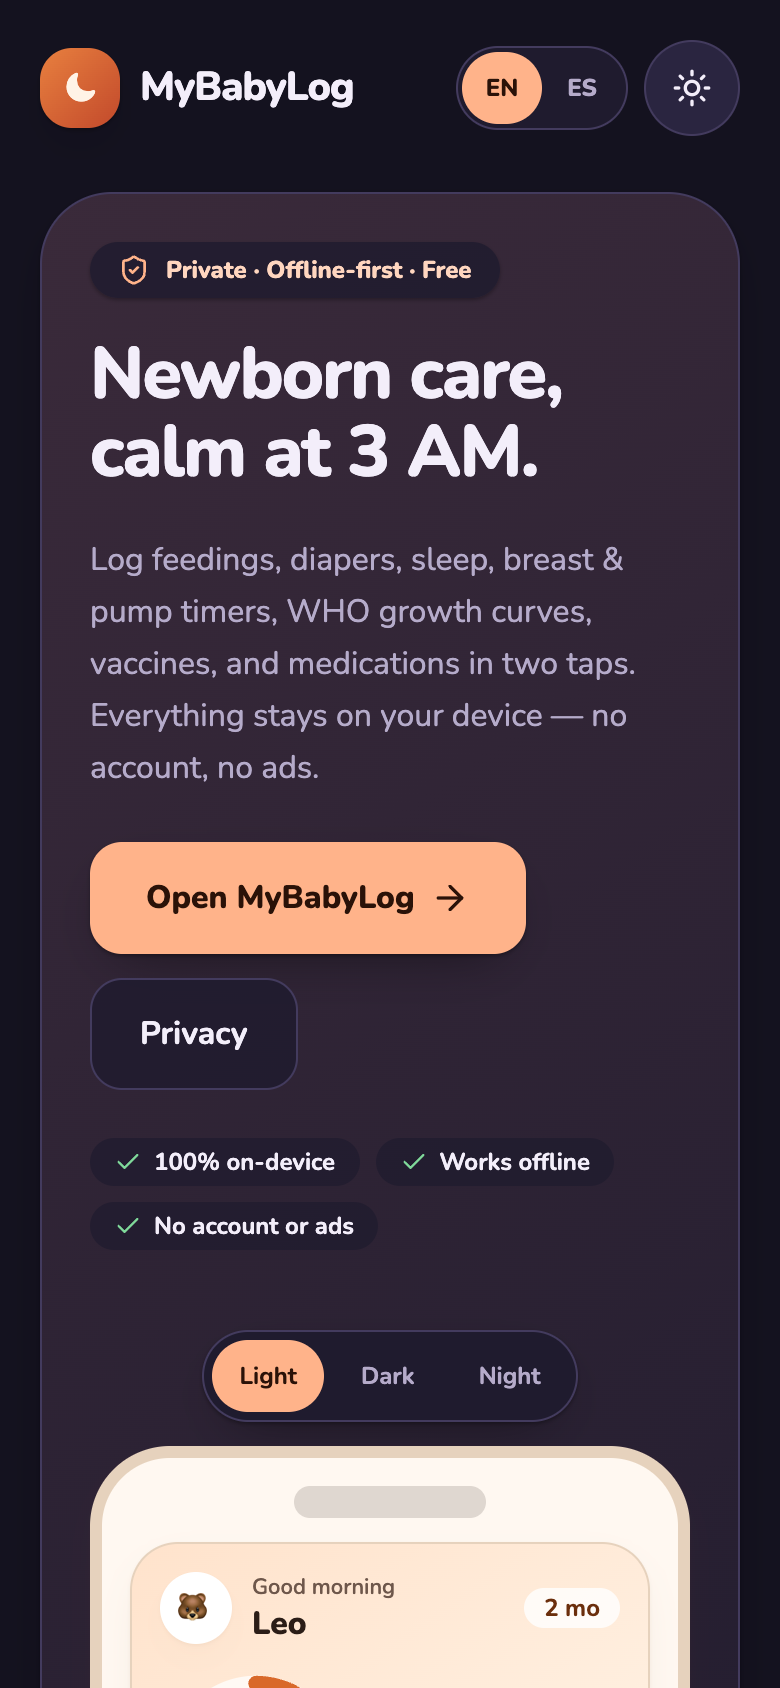 MyBabyLog
EN ES
Private · Offline-first · Free
Newborn care,
calm at 3 AM.
Log feedings, diapers, sleep, breast &
pump timers, WHO growth curves,
vaccines, and medications in two taps.
Everything stays on your device — no
account, no ads.
Open MyBabyLog →
Privacy
100% on-device
Works offline
No account or ads
Light Dark Night
Good morning
Leo
2 mo